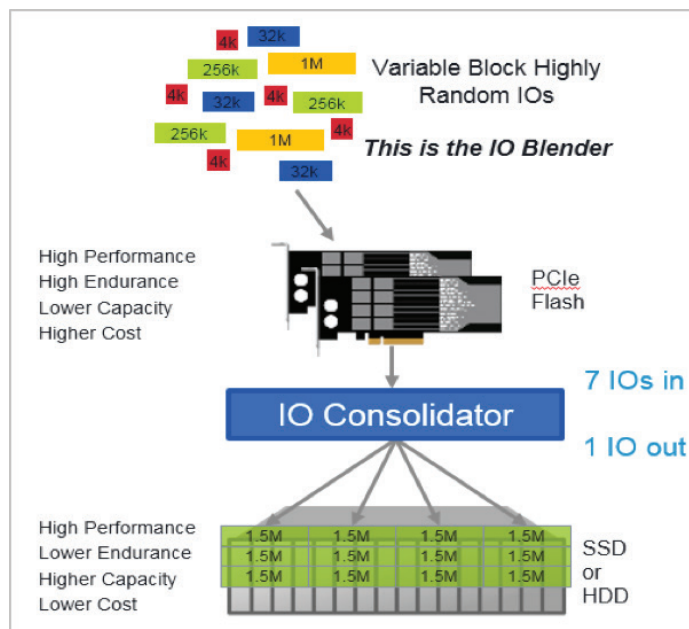 4k 32k
256k 1M
4k 32k 4k 256k
256k 1M 4k
4k 32k
Variable Block Highly
Random IOs
This is the IO Blender
High Performance
High Endurance
Lower Capacity
Higher Cost
PCIe
Flash
IO Consolidator
7 IOs in
1 IO out
High Performance
Lower Endurance
Higher Capacity
Lower Cost
1.5M 1.5M 1.5M 1.5M
1.5M 1.5M 1.5M 1.5M
1.5M 1.5M 1.5M 1.5M
SSD
or
HDD